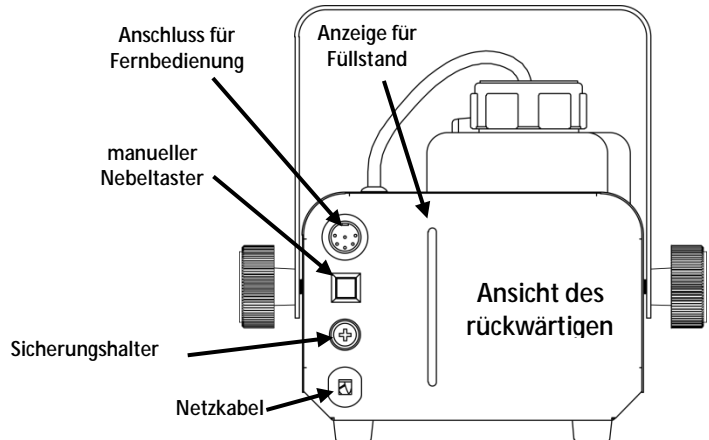 Anschluss für
Fernbedienung
Anzeige für
Füllstand
manueller
Nebeltaster
Ansicht des
rückwärtigen
Sicherungshalter
Netzkabel